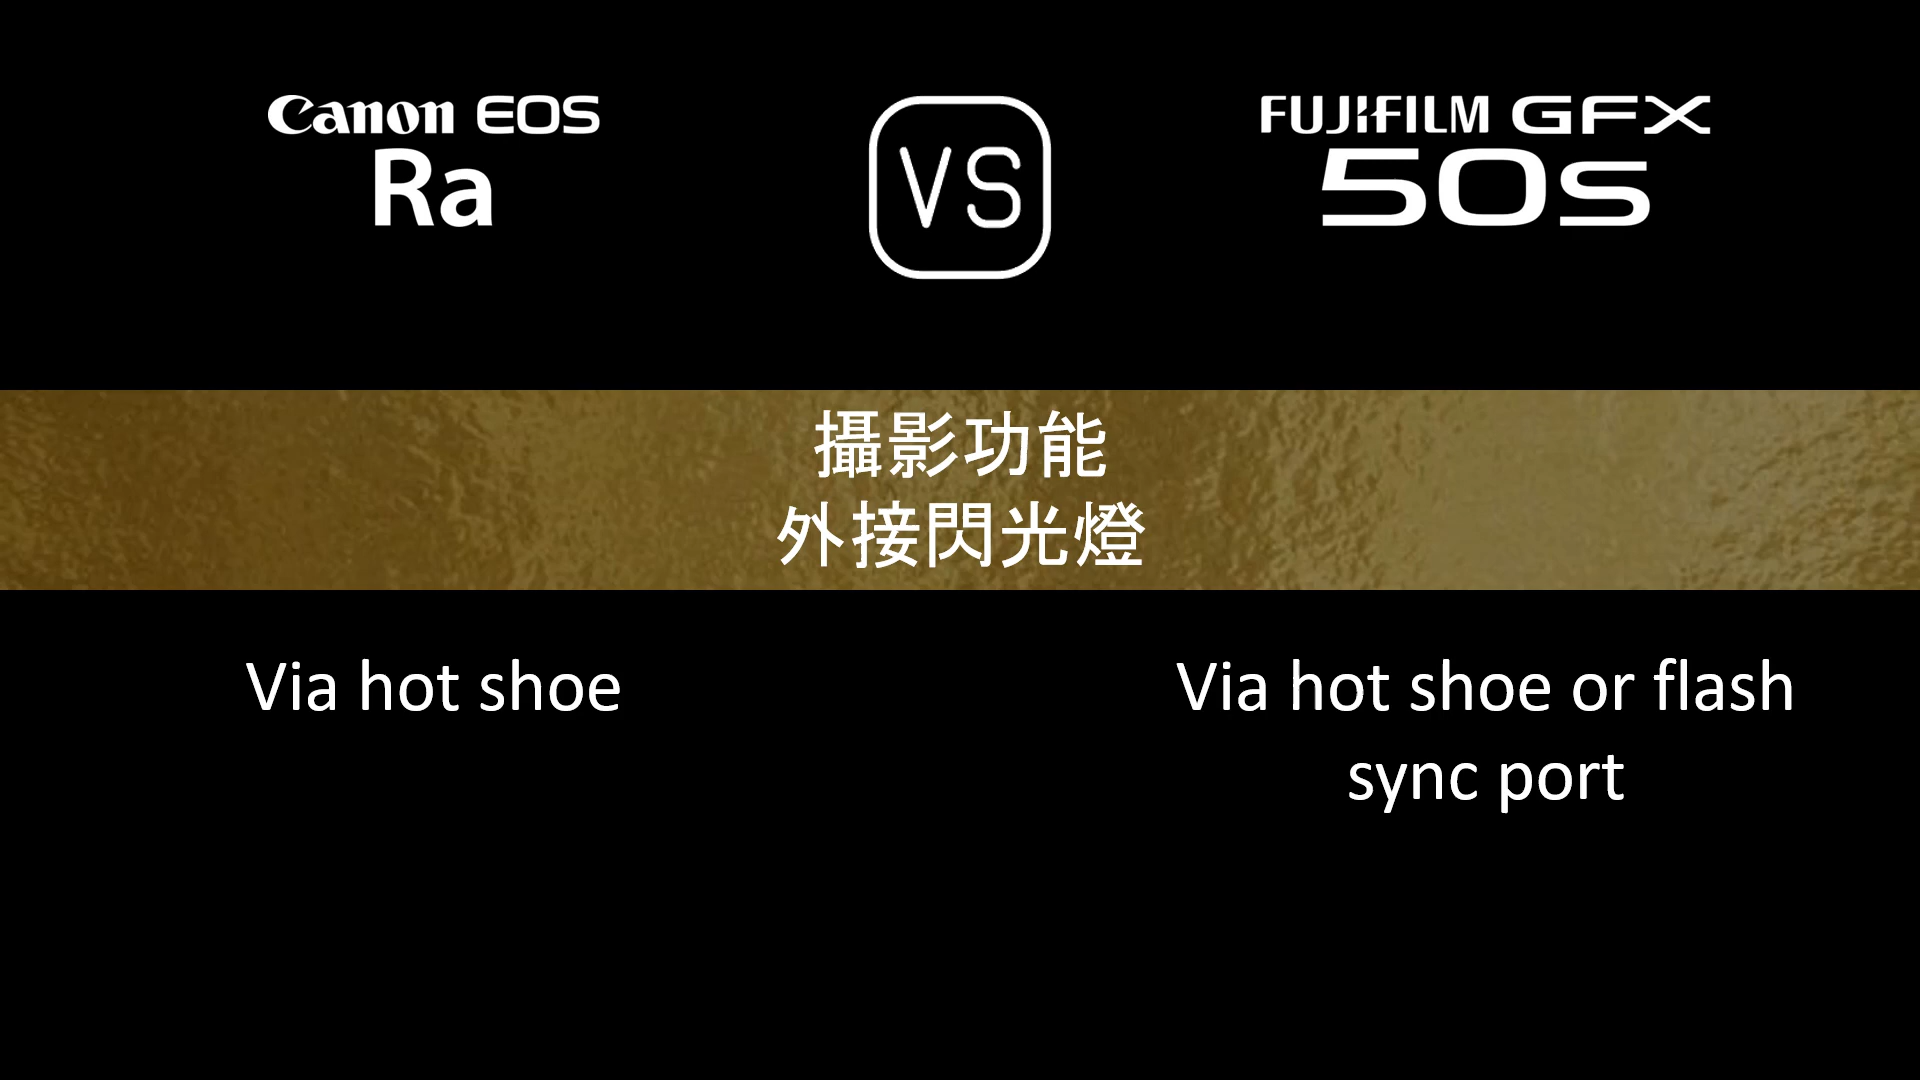 Canon EOS
Ra
VS
FUJIFILM GFX
50s
攝影功能
外接閃光燈
Via hot shoe
Via hot shoe or flash
sync port